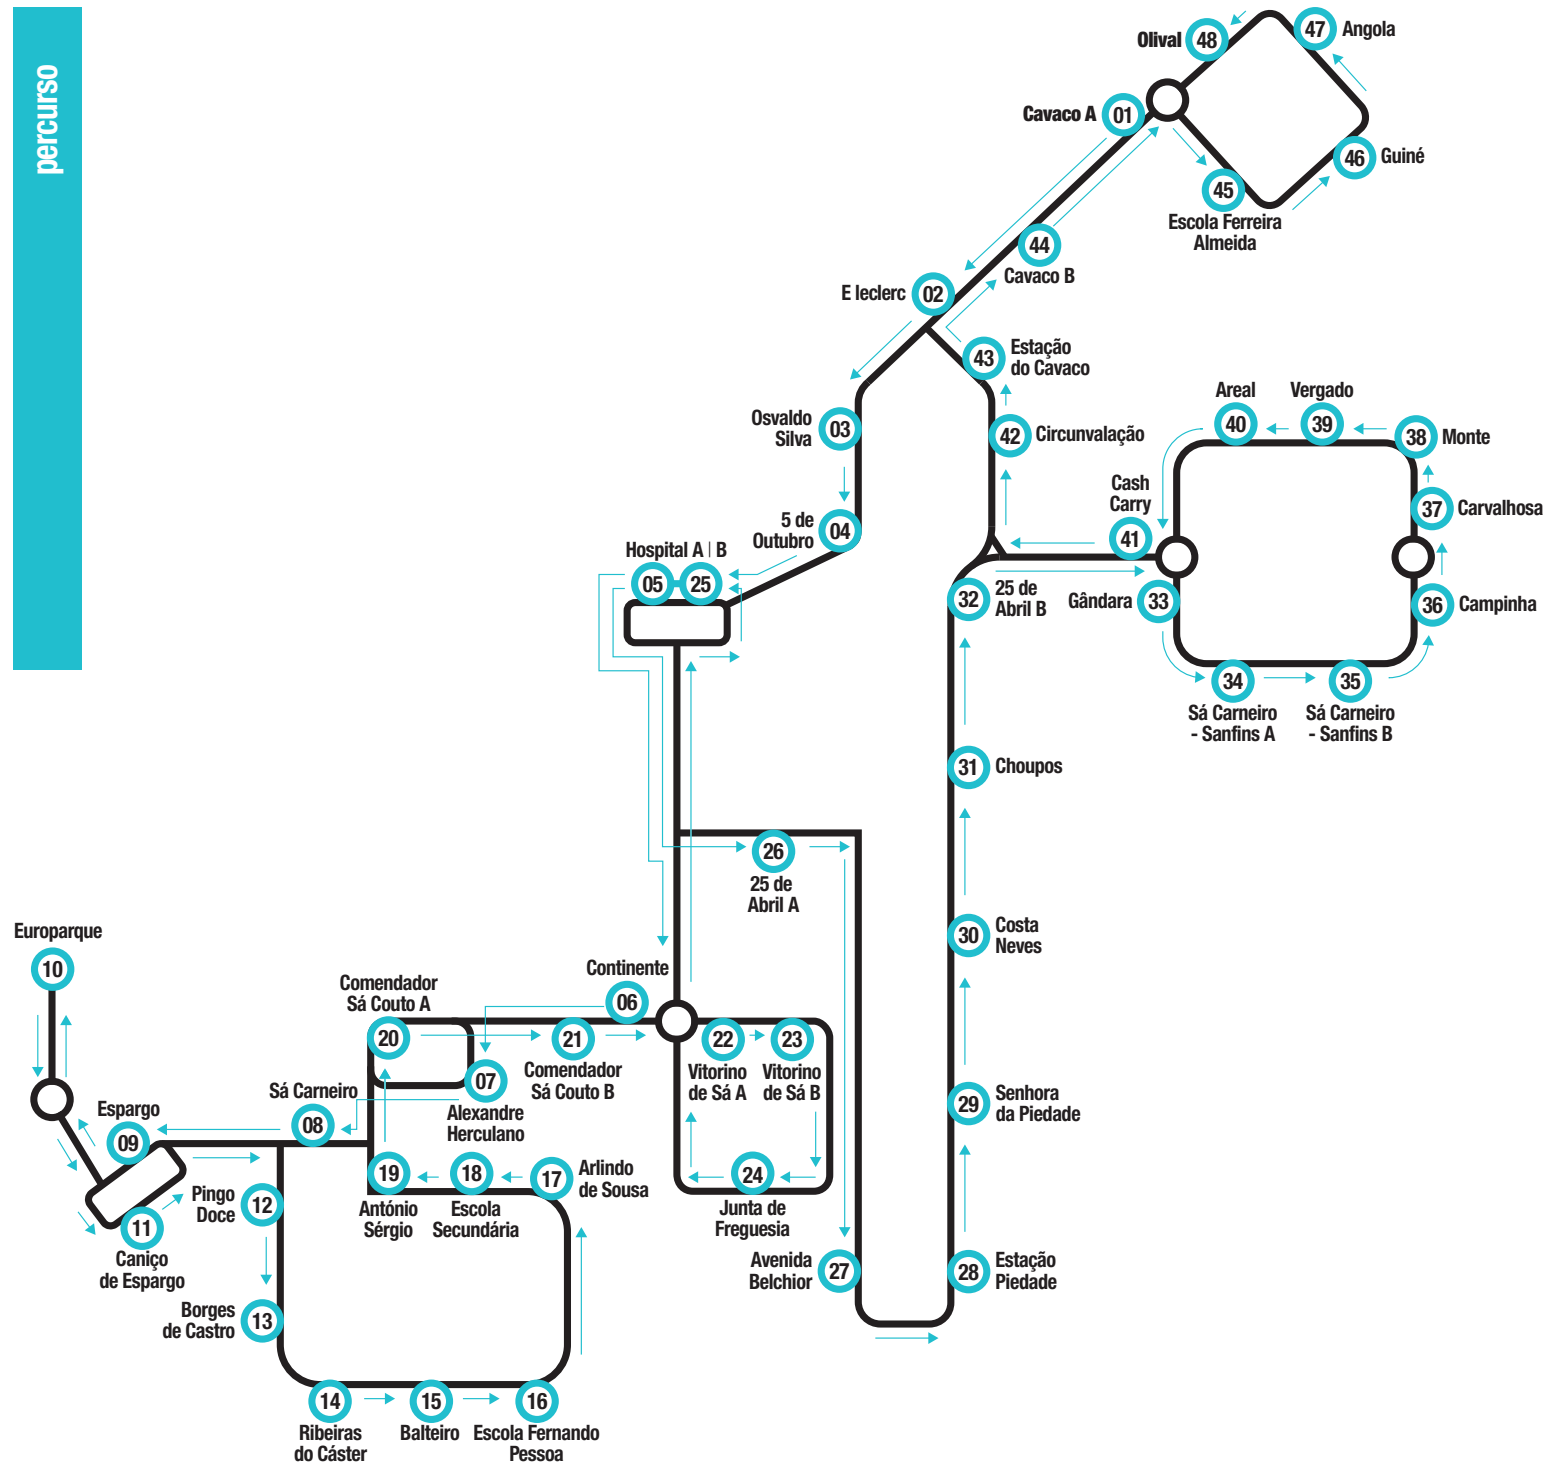 percurso
47
Angola
Olival
48
Cavaco A
01
46
Guiné
45
Escola Ferreira
Almeida
44
Cavaco B
E leclerc
02
43
Estação
do Cavaco
Osvaldo
Silva
03
42
Circunvalação
Areal
40
Vergado
39
38
Monte
37
Carvalhosa
Cash
Carry
41
5 de
Outubro
04
Hospital A | B
05
25
32
25 de
Abril B
Gândara
33
36
Campinha
34
Sá Carneiro
- Sanfins A
35
Sá Carneiro
- Sanfins B
31
Choupos
26
25 de
Abril A
30
Costa
Neves
Europarque
10
Continente
06
Comendador
Sá Couto A
20
21
Comendador
Sá Couto B
22
Vitorino
de Sá A
23
Vitorino
de Sá B
07
Alexandre
Herculano
Sá Carneiro
08
Espargo
09
29
Senhora
da Piedade
19
António
Sérgio
18
Escola
Secundária
17
Arlindo
de Sousa
24
Junta de
Freguesia
Pingo
Doce
12
11
Caniço
de Espargo
Avenida
Belchior
27
28
Estação
Piedade
Borges
de Castro
13
14
Ribeiras
do Cáster
15
Balteiro
16
Escola Fernando
Pessoa